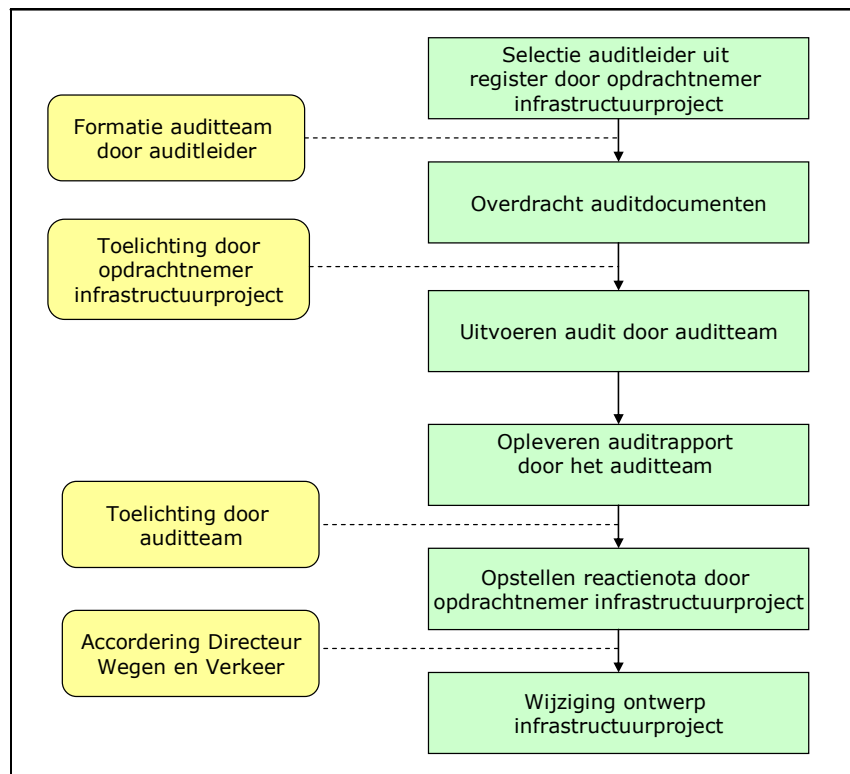 Selectie auditleider uit
register door opdrachtnemer
infrastructuurproject
Formatie auditteam
door auditleider
Overdracht auditdocumenten
Toelichting door
opdrachtnemer
infrastructuurproject
Uitvoeren audit door auditteam
Opleveren auditrapport
door het auditteam
Toelichting door
auditteam
Opstellen reactienota door
opdrachtnemer infrastructuurproject
Accordering Directeur
Wegen en Verkeer
Wijziging ontwerp
infrastructuurproject